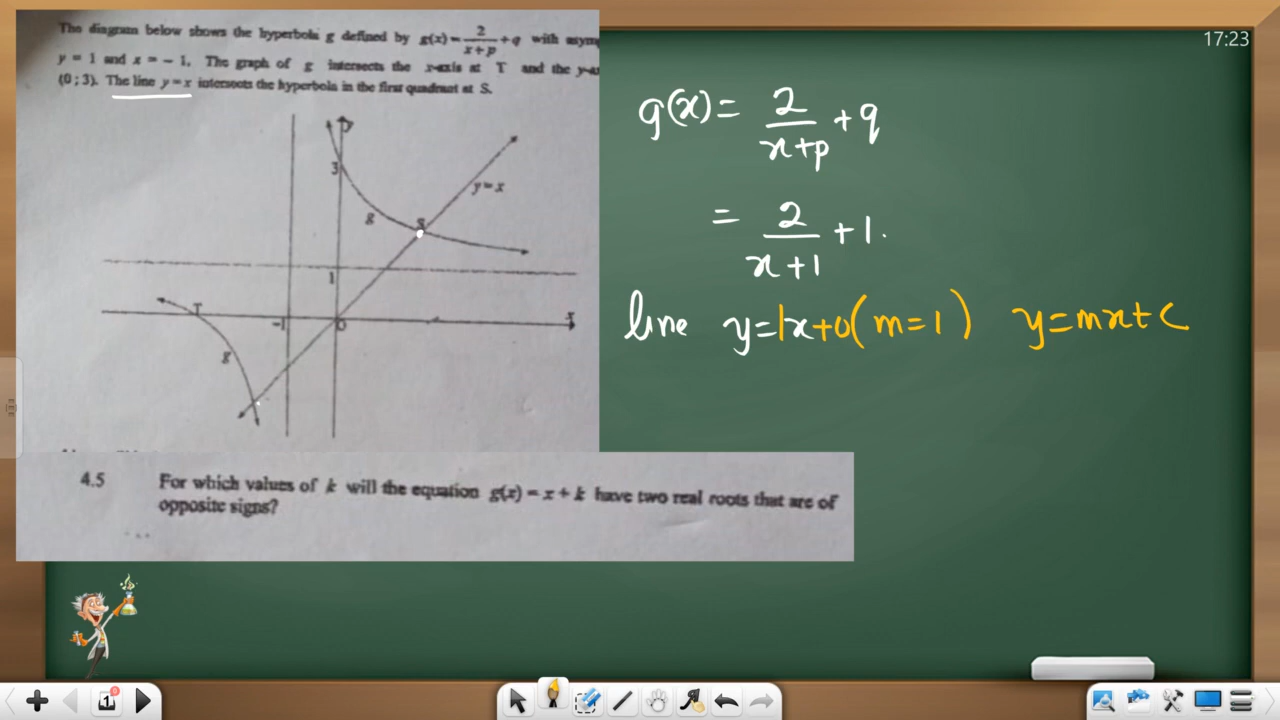 The diagram below shows the hyperbola g defined by g(x) = 2/(x+p) + q with asym
y = 1 and x = – 1. The graph of g intersects the x-axis at T and the y-ax
(0 ; 3). The line y = x intersects the hyperbola in the first quadrant at S.
y
3
y = x
g
S
1
T
-1
0
x
g
4.5 For which values of k will the equation g(x) = x + k have two real roots that are of
opposite signs?
17:23
g(x) = 2/(x+p) + q
= 2/(x+1) + 1.
line y=1x+0(m=1) y=mx+c
1